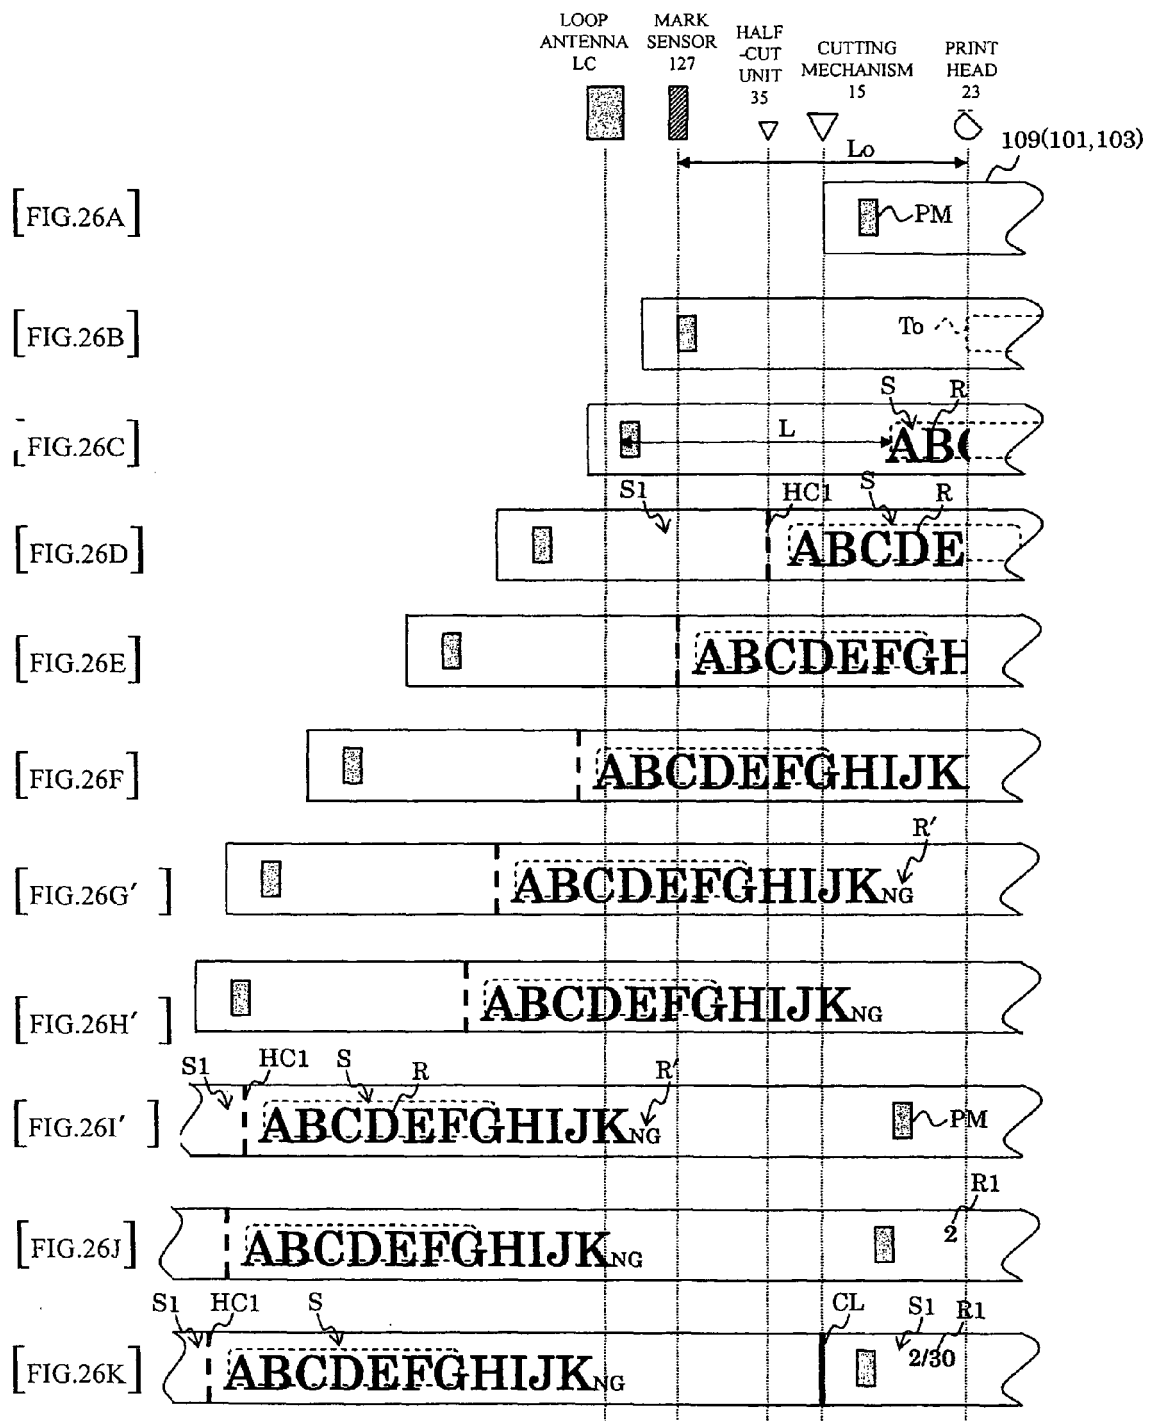 LOOP ANTENNA LC
MARK SENSOR 127
HALF -CUT UNIT 35
CUTTING MECHANISM 15
PRINT HEAD 23
Lo
109(101,103)
[FIG.26A]
PM
[FIG.26B]
To
[FIG.26C]
L
S
R
ABC
[FIG.26D]
S1
HC1
S
R
ABCDE
[FIG.26E]
ABCDEFGH
[FIG.26F]
ABCDEFGHIJK
[FIG.26G′]
ABCDEFGHIJKNG
R′
[FIG.26H′]
ABCDEFGHIJKNG
[FIG.26I′]
S1
HC1
S
R
R′
ABCDEFGHIJKNG
PM
[FIG.26J]
ABCDEFGHIJKNG
R1
2
[FIG.26K]
S1
HC1
S
ABCDEFGHIJKNG
CL
S1
R1
2/30